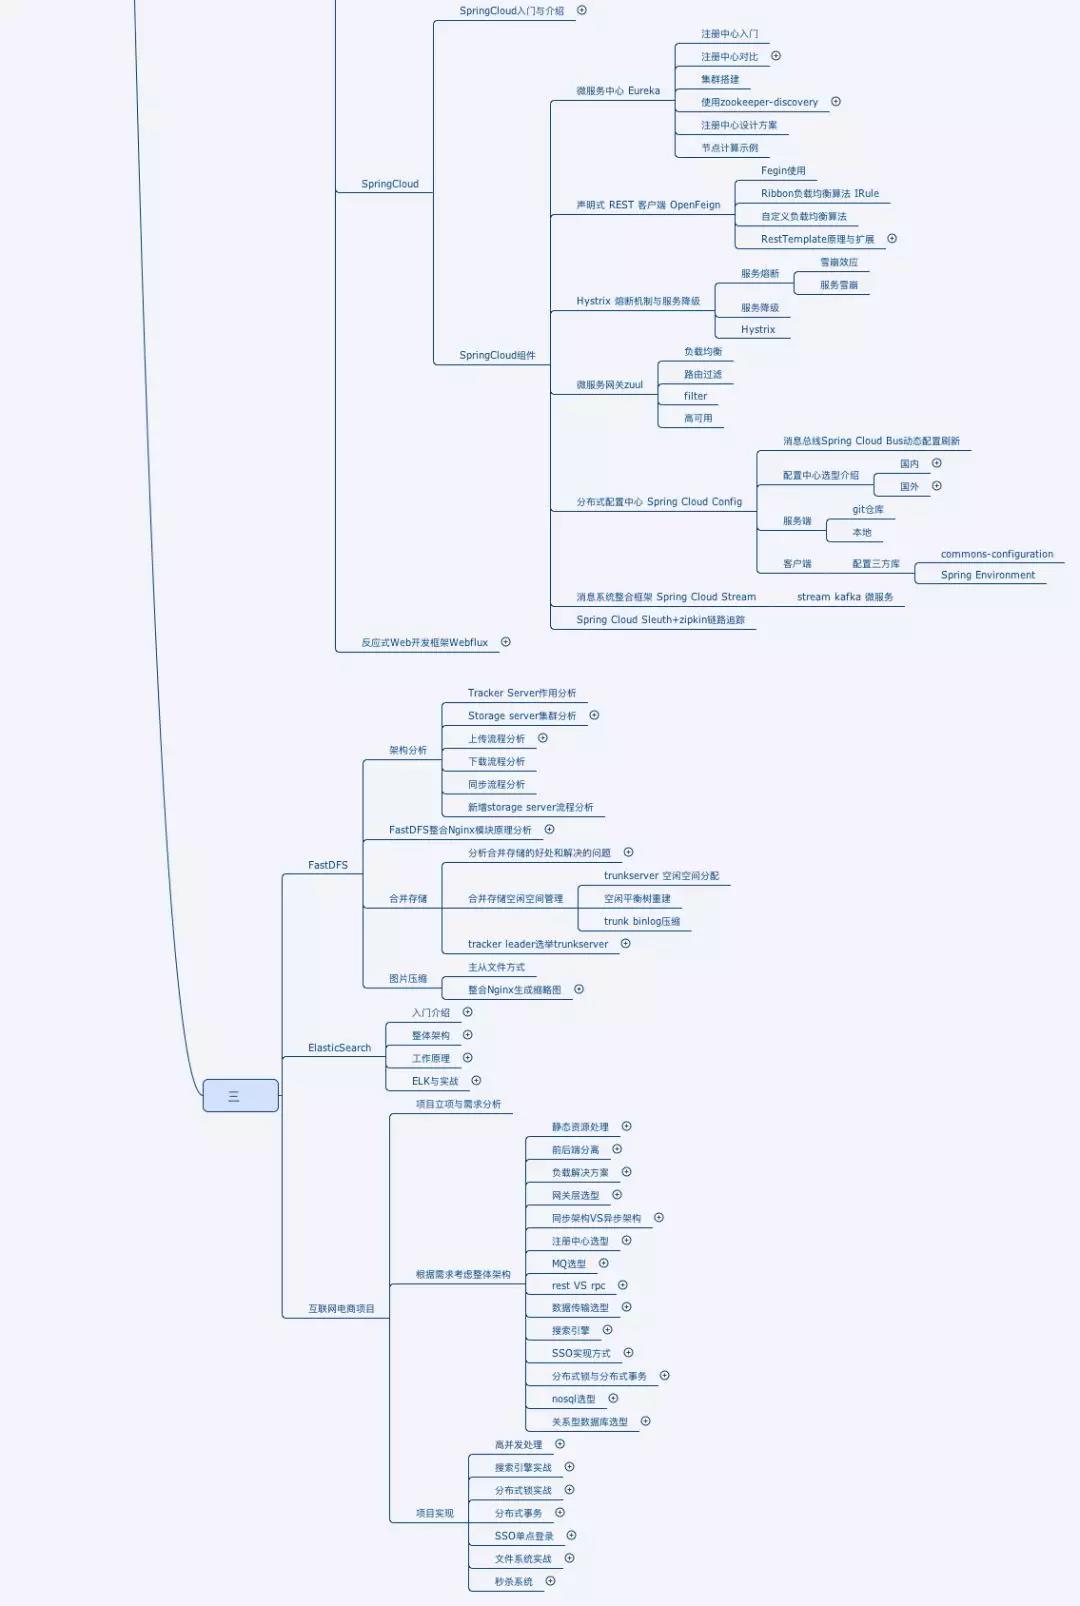 SpringCloud入门与介绍
注册中心入门
注册中心对比
微服务中心 Eureka
集群搭建
使用zookeeper-discovery
注册中心设计方案
节点计算示例
Fegin使用
SpringCloud
Ribbon负载均衡算法 IRule
声明式 REST 客户端 OpenFeign
自定义负载均衡算法
RestTemplate原理与扩展
雪崩效应
服务熔断
服务雪崩
Hystrix 熔断机制与服务降级
服务降级
Hystrix
SpringCloud组件
负载均衡
路由过滤
微服务网关zuul
filter
高可用
消息总线Spring Cloud Bus动态配置刷新
国内
配置中心选型介绍
国外
分布式配置中心 Spring Cloud Config
git仓库
服务端
本地
commons-configuration
客户端
配置三方库
Spring Environment
消息系统整合框架 Spring Cloud Stream
stream kafka 微服务
Spring Cloud Sleuth+zipkin链路追踪
反应式Web开发框架Webflux
Tracker Server作用分析
Storage server集群分析
上传流程分析
架构分析
下载流程分析
同步流程分析
新增storage server流程分析
FastDFS整合Nginx模块原理分析
分析合并存储的好处和解决的问题
FastDFS
trunkserver 空闲空间分配
合并存储
合并存储空闲空间管理
空闲平衡树重建
trunk binlog压缩
tracker leader选举trunkserver
主从文件方式
图片压缩
整合Nginx生成缩略图
入门介绍
整体架构
ElasticSearch
工作原理
ELK与实战
三
项目立项与需求分析
静态资源处理
前后端分离
负载解决方案
网关层选型
同步架构VS异步架构
注册中心选型
MQ选型
根据需求考虑整体架构
rest VS rpc
数据传输选型
互联网电商项目
搜索引擎
SSO实现方式
分布式锁与分布式事务
nosql选型
关系型数据库选型
高并发处理
搜索引擎实战
分布式锁实战
项目实现
分布式事务
SSO单点登录
文件系统实战
秒杀系统